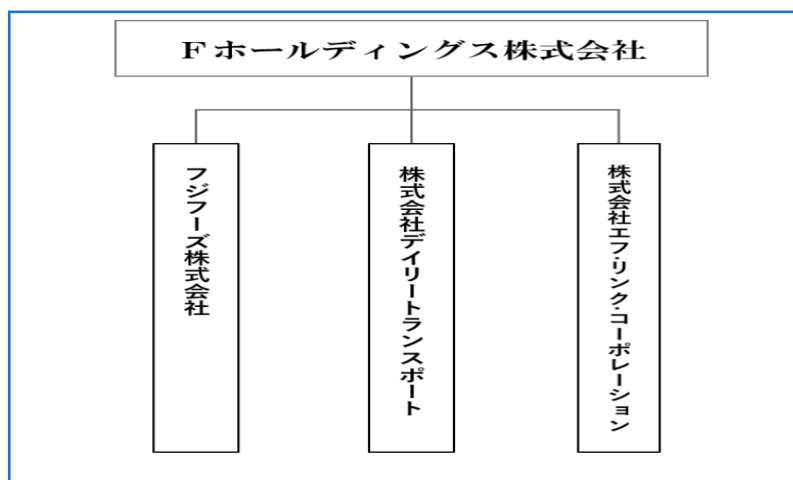 Fホールディングス株式会社
フジフーズ株式会社
株式会社デイリートランスポート
株式会社エフ・リンク・コーポレーション